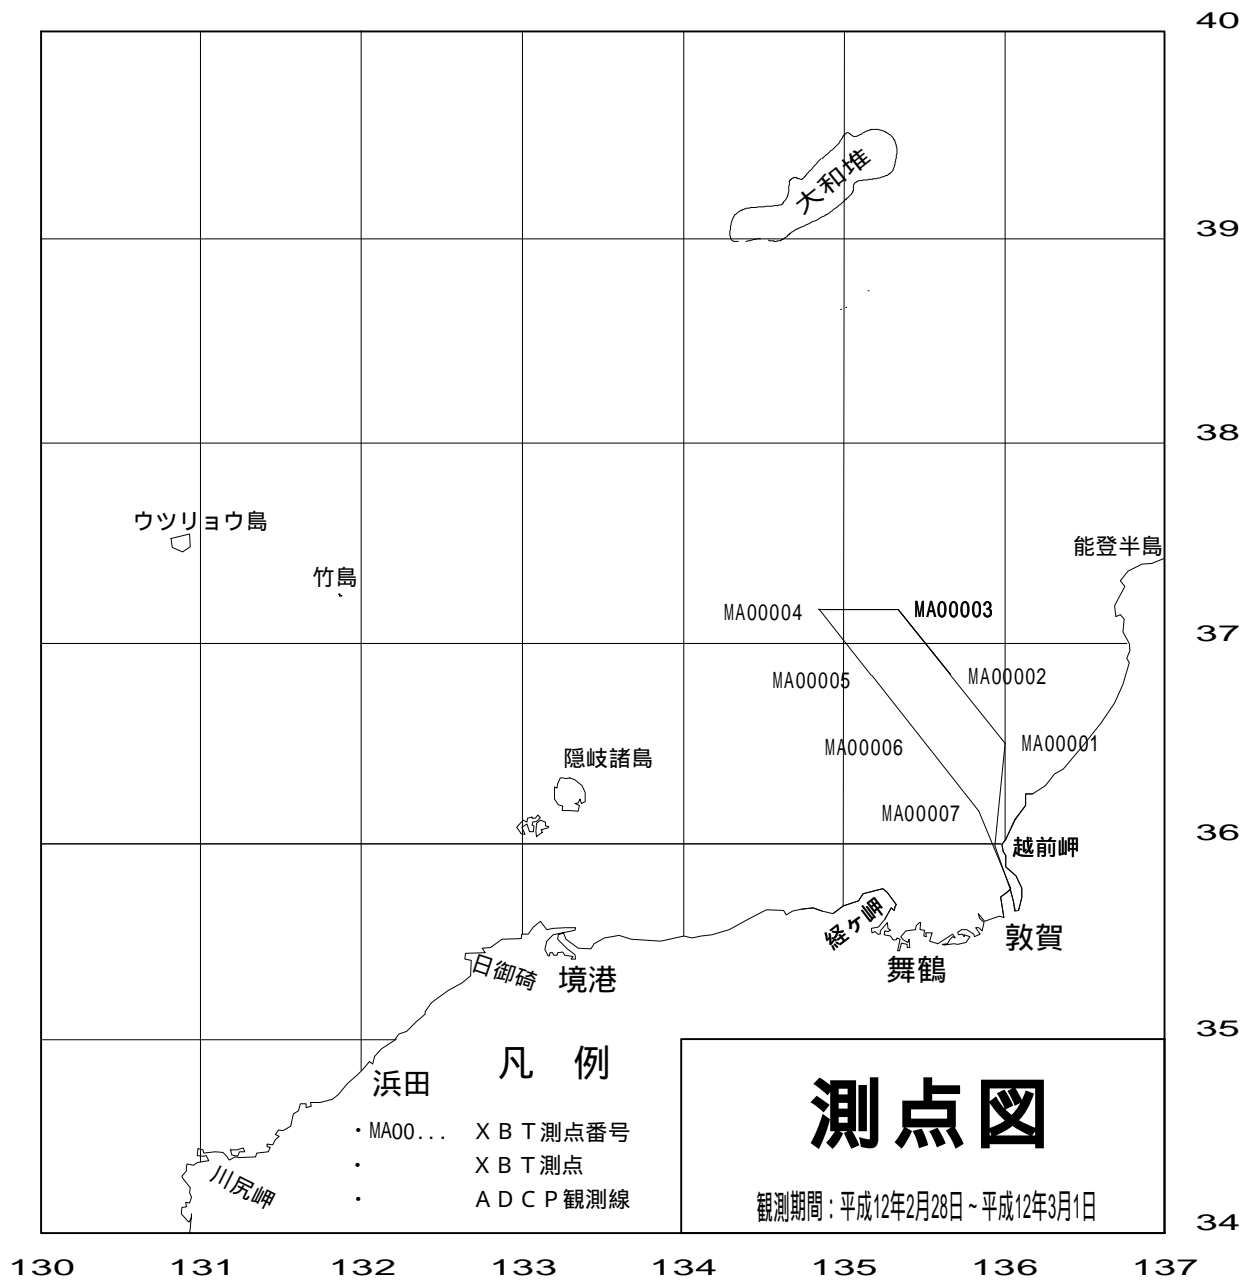 40
大和堆
39
38
ウツリョウ島
能登半島
竹島
MA00004
MA00003
37
MA00005
MA00002
MA00006
MA00001
隠岐諸島
MA00007
36
越前岬
経ヶ岬
敦賀
舞鶴
日御碕
境港
35
凡 例
浜田
測点図
・MA00... XBT測点番号
・ XBT測点
川尻岬
・ ADCP観測線
観測期間：平成12年2月28日～平成12年3月1日
34
130 131 132 133 134 135 136 137